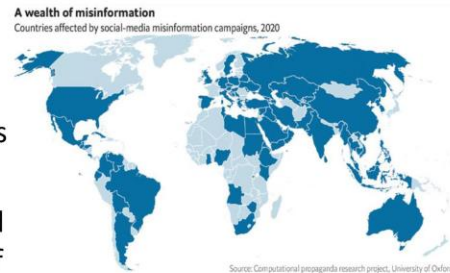 A wealth of misinformation
Countries affected by social-media misinformation campaigns, 2020
s
Source: Computational propaganda research project, University of Oxfor